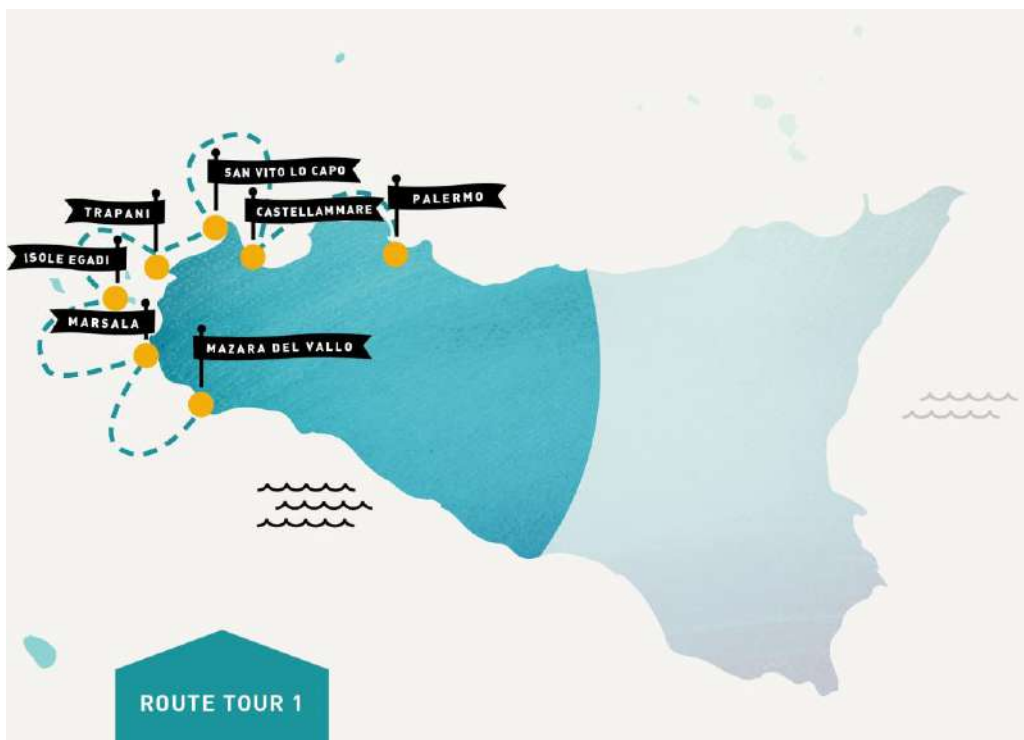 SAN VITO LO CAPO
PALERMO
TRAPANI
CASTELLAMMARE
ISOLE EGADI
MARSALA
MAZARA DEL VALLO
ROUTE TOUR 1